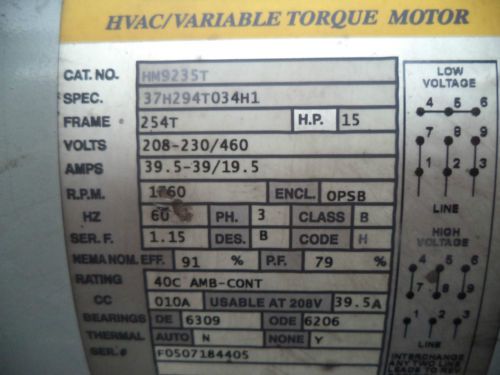 HVAC/VARIABLE TORQUE MOTOR
CAT. NO. HM9235T
SPEC. 37H294T034H1
FRAME 254T H.P. 15
VOLTS 208-230/460
AMPS 39.5-39/19.5
R.P.M. 1760 ENCL. OPSB
HZ 60 PH. 3 CLASS B
SER. F. 1.15 DES. B CODE H
NEMA NOM. EFF. 91 % P.F. 79 %
RATING 40C AMB-CONT
CC 010A USABLE AT 208V 39.5A
BEARINGS DE 6309 ODE 6206
THERMAL AUTO N NONE Y
SER.# F0507184405
LOW
VOLTAGE
4 5 6
7 8 9
1 2 3
LINE
HIGH
VOLTAGE
4 5 6
7 8 9
1 2 3
LINE
INTERCHANGE
ANY TWO LINE
LEADS TO REV.